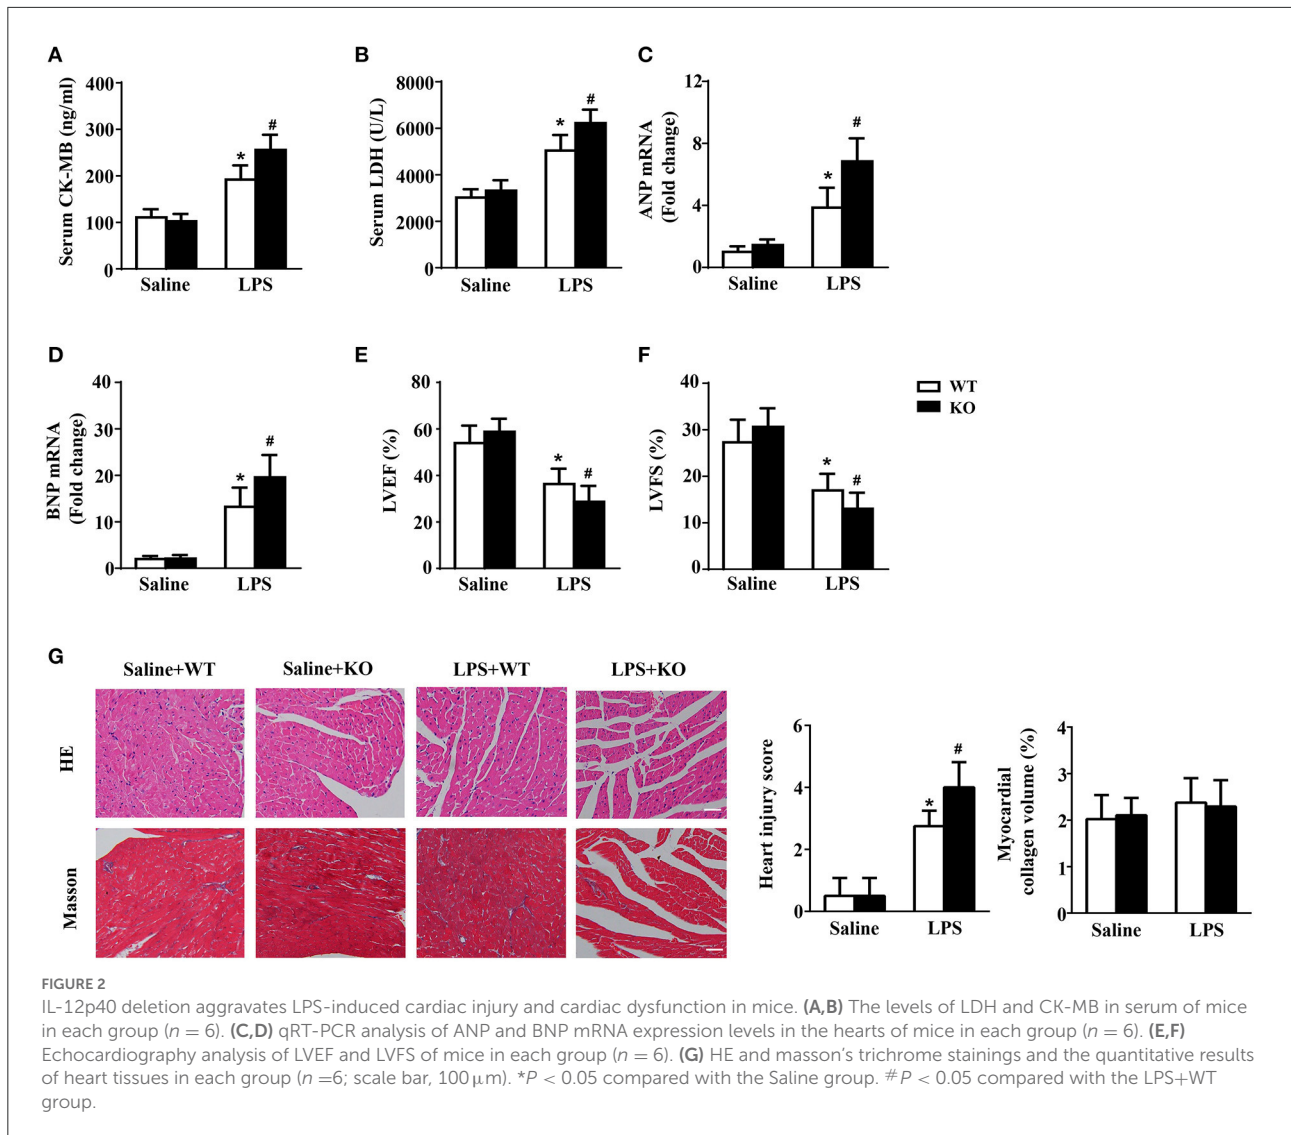 A
Serum CK-MB (ng/ml)
400
300
200
100
0
*
#
Saline
LPS
B
Serum LDH (U/L)
8000
6000
4000
2000
0
*
#
Saline
LPS
C
ANP mRNA
(Fold change)
12
8
4
0
*
#
Saline
LPS
D
BNP mRNA
(Fold change)
40
30
20
10
0
*
#
Saline
LPS
E
LVEF (%)
80
60
40
20
0
*
#
Saline
LPS
F
LVFS (%)
40
30
20
10
0
*
#
Saline
LPS
WT
KO
G
Saline+WT
Saline+KO
LPS+WT
LPS+KO
HE
Masson
Heart injury score
6
4
2
0
*
#
Saline
LPS
Myocardial
collagen volume (%)
4
3
2
1
0
Saline
LPS
FIGURE 2
IL-12p40 deletion aggravates LPS-induced cardiac injury and cardiac dysfunction in mice. (A,B) The levels of LDH and CK-MB in serum of mice
in each group (n = 6). (C,D) qRT-PCR analysis of ANP and BNP mRNA expression levels in the hearts of mice in each group (n = 6). (E,F)
Echocardiography analysis of LVEF and LVFS of mice in each group (n = 6). (G) HE and masson's trichrome stainings and the quantitative results
of heart tissues in each group (n =6; scale bar, 100 μm). *P < 0.05 compared with the Saline group. #P < 0.05 compared with the LPS+WT
group.